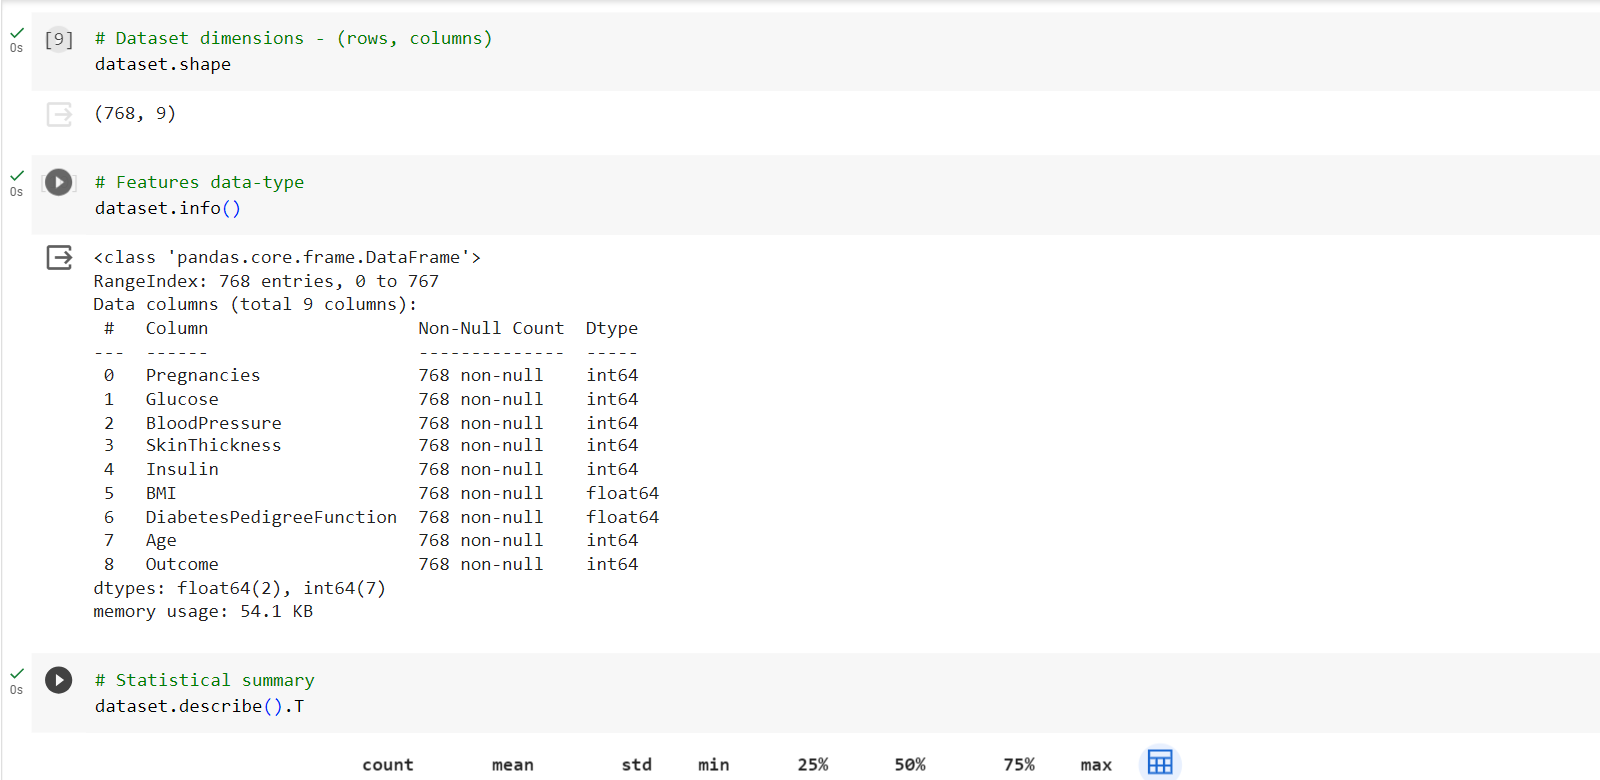 0s [9] # Dataset dimensions - (rows, columns)
dataset.shape
(768, 9)
0s # Features data-type
dataset.info()
<class 'pandas.core.frame.DataFrame'>
RangeIndex: 768 entries, 0 to 767
Data columns (total 9 columns):
# Column Non-Null Count Dtype
--- ------ -------------- -----
0 Pregnancies 768 non-null int64
1 Glucose 768 non-null int64
2 BloodPressure 768 non-null int64
3 SkinThickness 768 non-null int64
4 Insulin 768 non-null int64
5 BMI 768 non-null float64
6 DiabetesPedigreeFunction 768 non-null float64
7 Age 768 non-null int64
8 Outcome 768 non-null int64
dtypes: float64(2), int64(7)
memory usage: 54.1 KB
0s # Statistical summary
dataset.describe().T
count mean std min 25% 50% 75% max